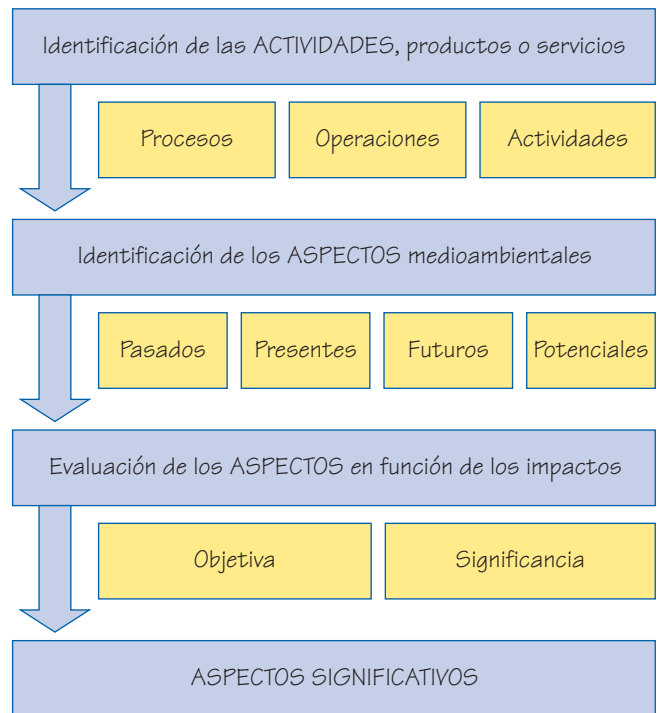 Identificación de las ACTIVIDADES, productos o servicios
Procesos
Operaciones
Actividades
Identificación de los ASPECTOS medioambientales
Pasados
Presentes
Futuros
Potenciales
Evaluación de los ASPECTOS en función de los impactos
Objetiva
Significancia
ASPECTOS SIGNIFICATIVOS